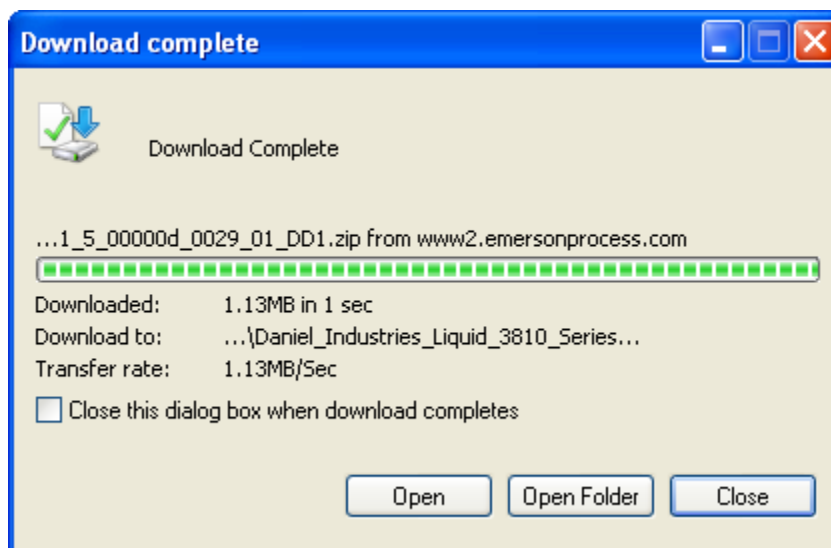 Download complete
Download Complete
...1_5_00000d_0029_01_DD1.zip from www2.emersonprocess.com
Downloaded: 1.13MB in 1 sec
Download to: ...\Daniel_Industries_Liquid_3810_Series...
Transfer rate: 1.13MB/Sec
Close this dialog box when download completes
Open Open Folder Close